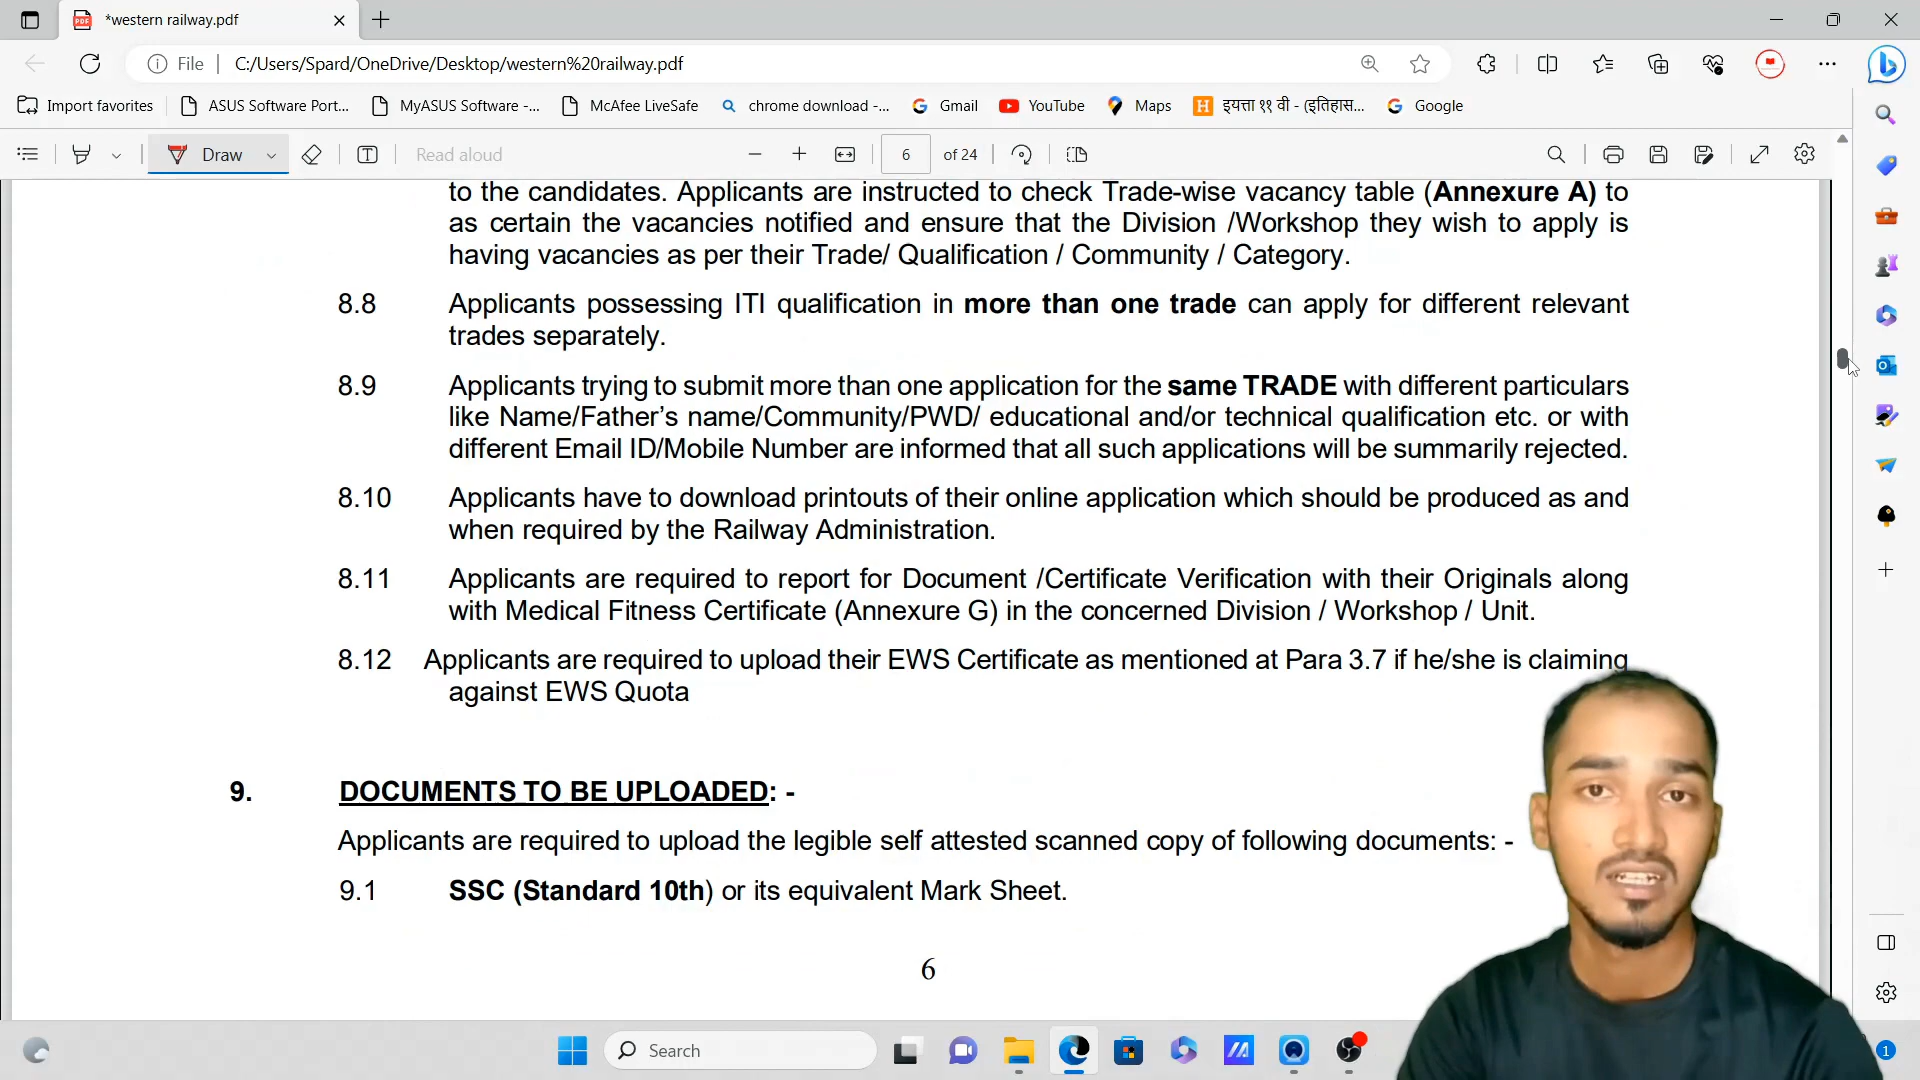 *western railway.pdf
File
C:/Users/Spard/OneDrive/Desktop/western%20railway.pdf
Import favorites
ASUS Software Port...
MyASUS Software -...
McAfee LiveSafe
chrome download -...
Gmail
YouTube
Maps
H
इयत्ता ११ वी - (इतिहास...
Google
Draw
Read aloud
6
of 24
to the candidates. Applicants are instructed to check Trade-wise vacancy table (Annexure A) to
as certain the vacancies notified and ensure that the Division /Workshop they wish to apply is
having vacancies as per their Trade/ Qualification / Community / Category.
8.8 Applicants possessing ITI qualification in more than one trade can apply for different relevant
trades separately.
8.9 Applicants trying to submit more than one application for the same TRADE with different particulars
like Name/Father’s name/Community/PWD/ educational and/or technical qualification etc. or with
different Email ID/Mobile Number are informed that all such applications will be summarily rejected.
8.10 Applicants have to download printouts of their online application which should be produced as and
when required by the Railway Administration.
8.11 Applicants are required to report for Document /Certificate Verification with their Originals along
with Medical Fitness Certificate (Annexure G) in the concerned Division / Workshop / Unit.
8.12 Applicants are required to upload their EWS Certificate as mentioned at Para 3.7 if he/she is claiming
against EWS Quota
9. DOCUMENTS TO BE UPLOADED: -
Applicants are required to upload the legible self attested scanned copy of following documents: -
9.1 SSC (Standard 10th) or its equivalent Mark Sheet.
6
Search
1